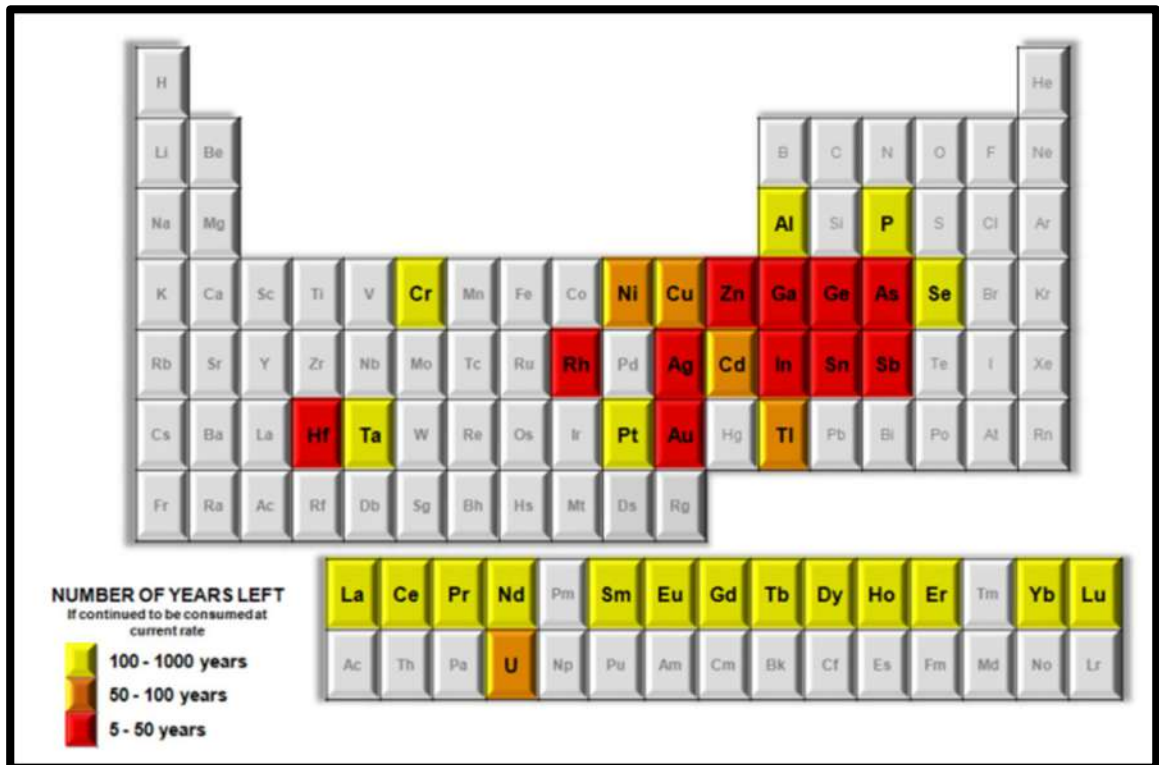 H He
Li Be B C N O F Ne
Na Mg Al Si P S Cl Ar
K Ca Sc Ti V Cr Mn Fe Co Ni Cu Zn Ga Ge As Se Br Kr
Rb Sr Y Zr Nb Mo Tc Ru Rh Pd Ag Cd In Sn Sb Te I Xe
Cs Ba La Hf Ta W Re Os Ir Pt Au Hg Tl Pb Bi Po At Rn
Fr Ra Ac Rf Db Sg Bh Hs Mt Ds Rg
La Ce Pr Nd Pm Sm Eu Gd Tb Dy Ho Er Tm Yb Lu
Ac Th Pa U Np Pu Am Cm Bk Cf Es Fm Md No Lr
NUMBER OF YEARS LEFT
If continued to be consumed at
current rate
100 - 1000 years
50 - 100 years
5 - 50 years